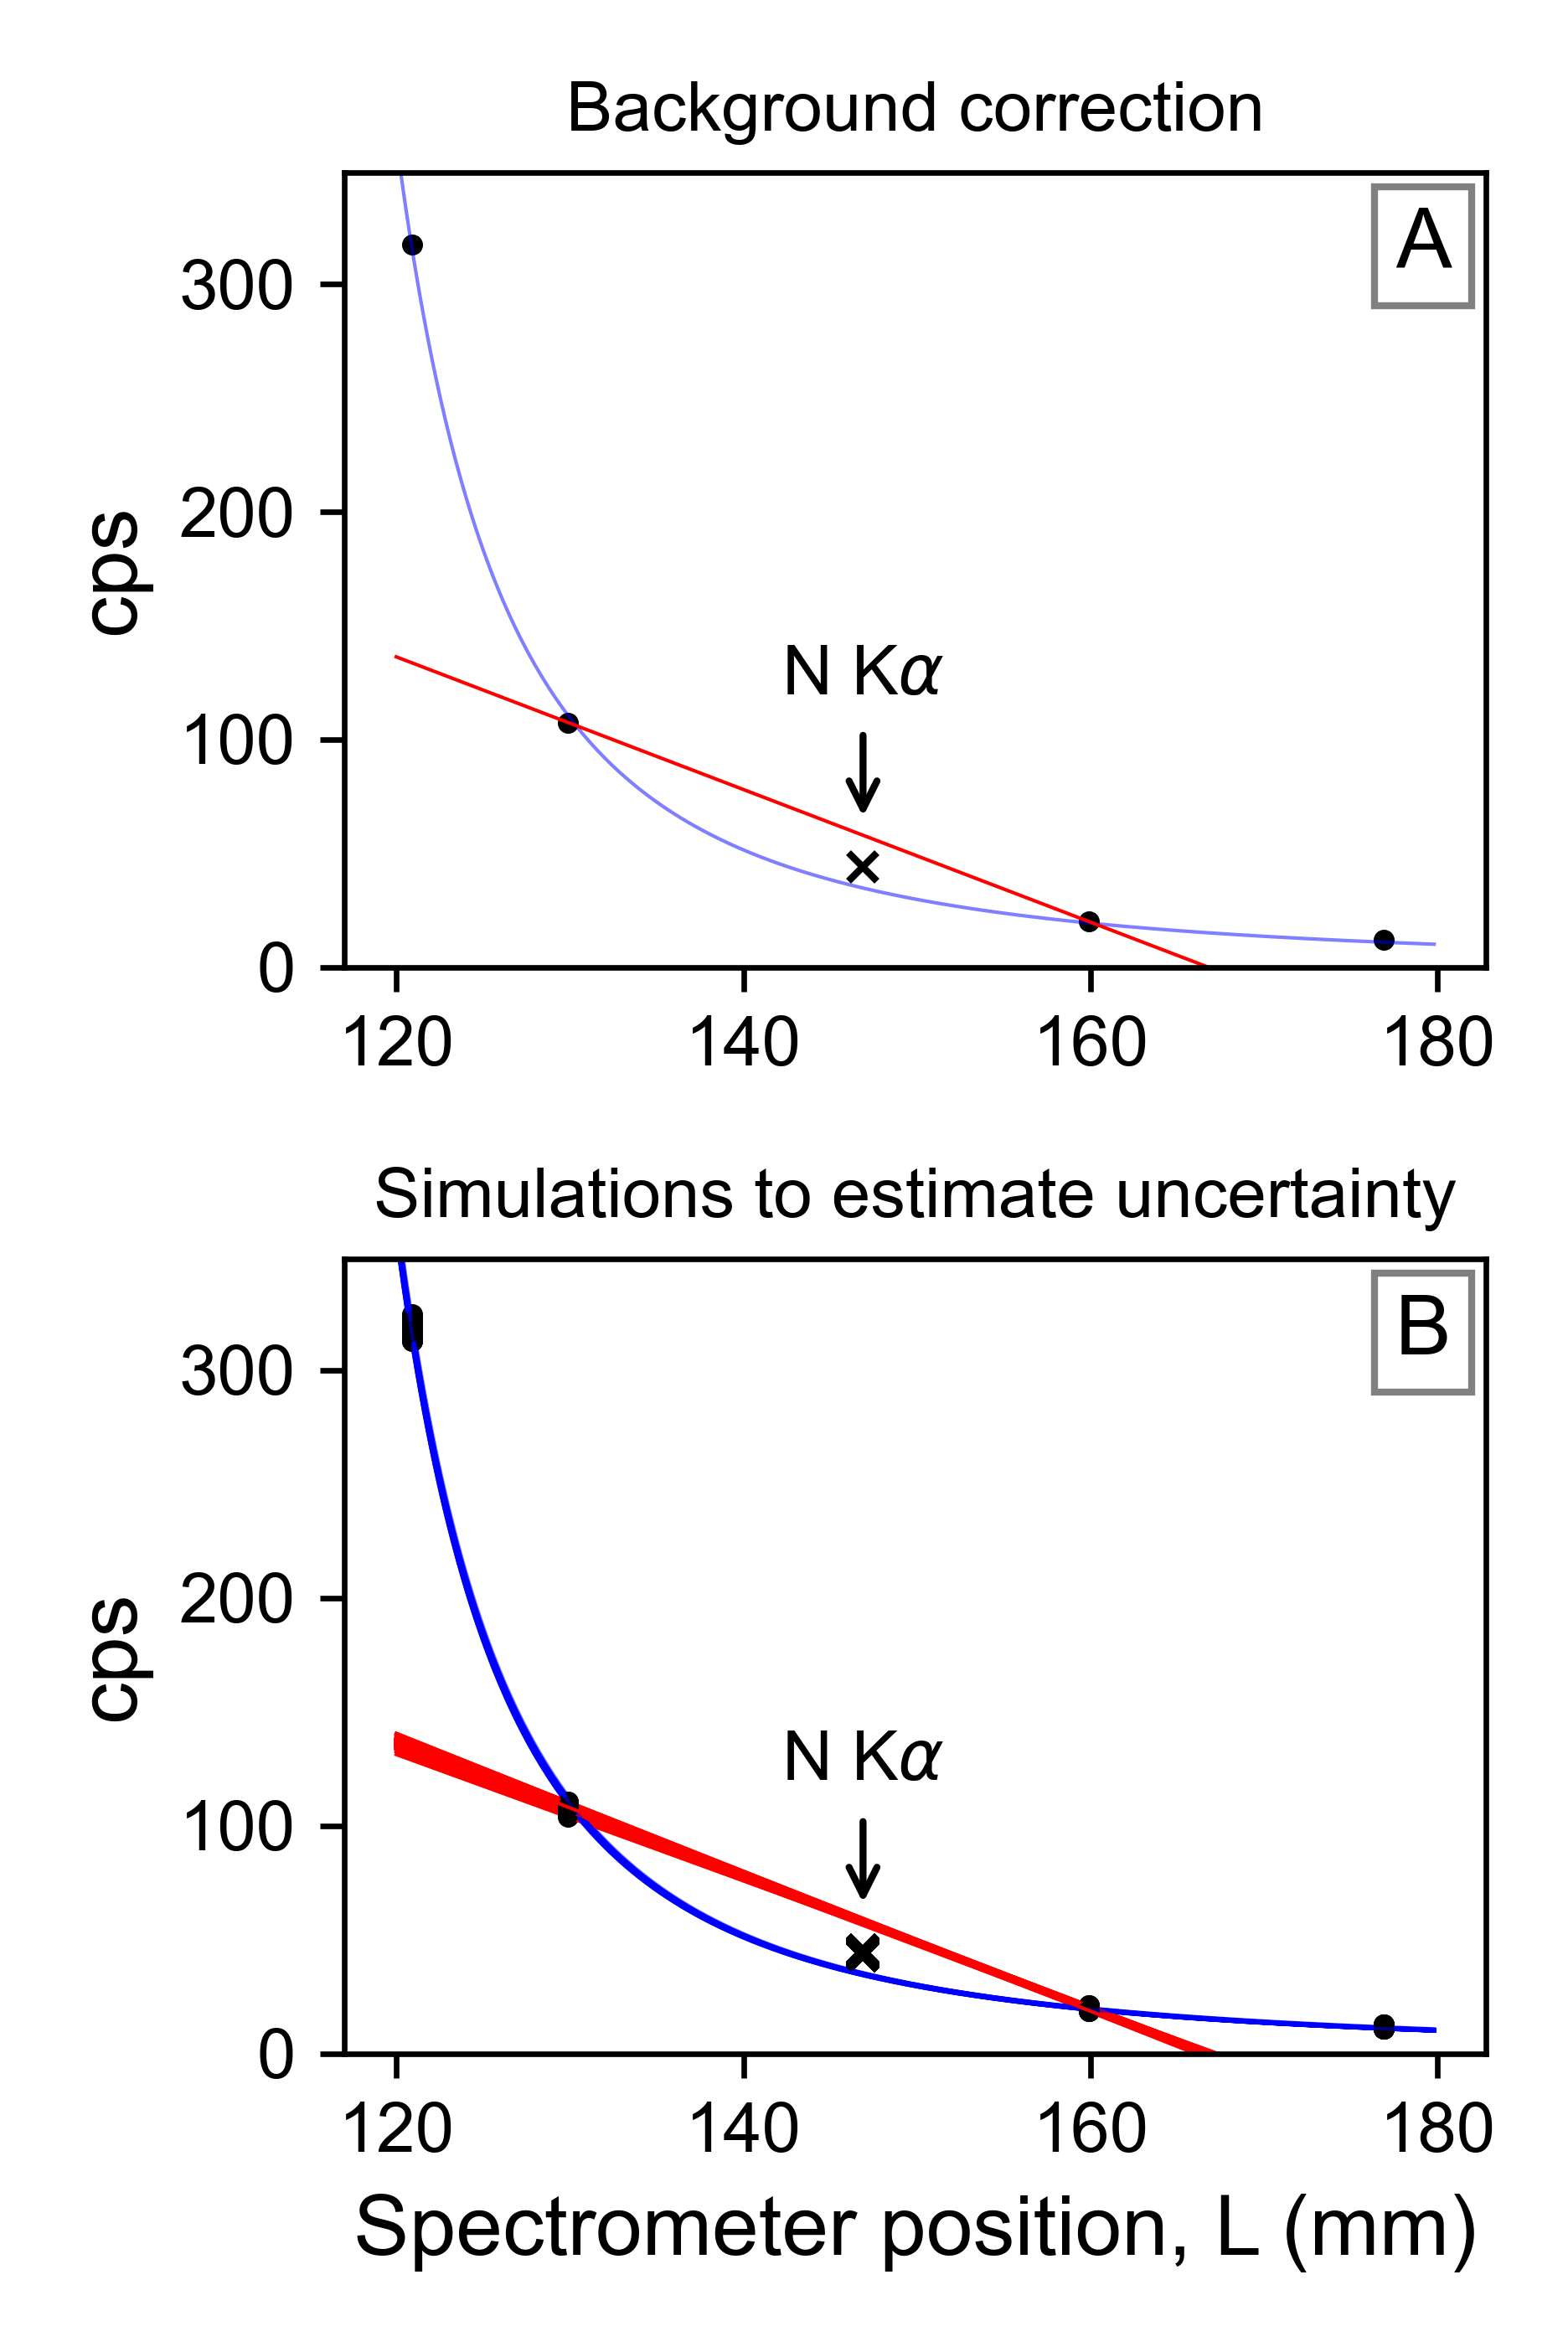 Background correction
A
300
200
100
0
cps
N Kα
120 140 160 180
Simulations to estimate uncertainty
B
300
200
100
0
cps
N Kα
120 140 160 180
Spectrometer position, L (mm)